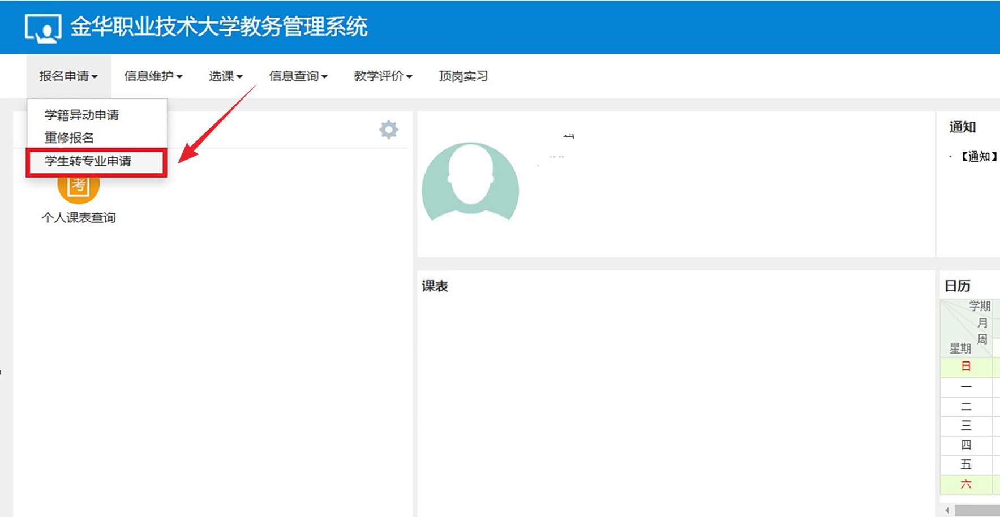 金华职业技术大学教务管理系统
报名申请 信息维护 选课 信息查询 教学评价 顶岗实习
学籍异动申请
重修报名
学生转专业申请
考
个人课表查询
通知
· 【通知】
课表
日历
学期
月
周
星期
日
一
二
三
四
五
六